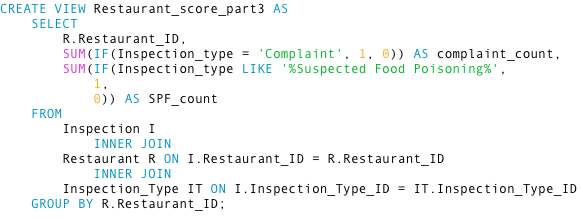 CREATE VIEW Restaurant_score_part3 AS
    SELECT
        R.Restaurant_ID,
        SUM(IF(Inspection_type = 'Complaint', 1, 0)) AS complaint_count,
        SUM(IF(Inspection_type LIKE '%Suspected Food Poisoning%',
            1,
            0)) AS SPF_count
    FROM
        Inspection I
            INNER JOIN
        Restaurant R ON I.Restaurant_ID = R.Restaurant_ID
            INNER JOIN
        Inspection_Type IT ON I.Inspection_Type_ID = IT.Inspection_Type_ID
    GROUP BY R.Restaurant_ID;